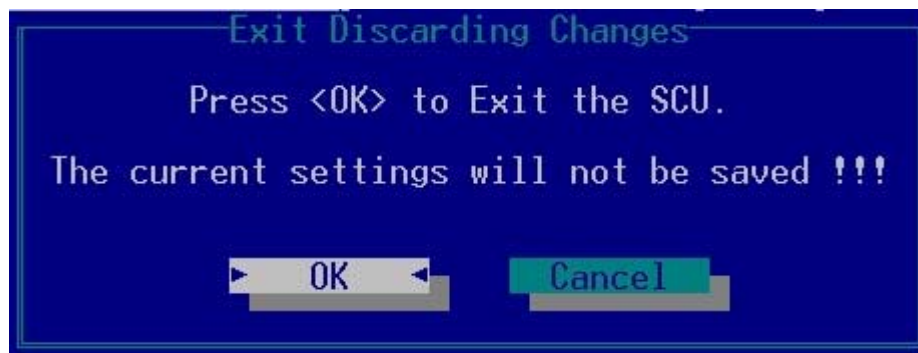 Exit Discarding Changes
Press <OK> to Exit the SCU.
The current settings will not be saved !!!
OK Cancel